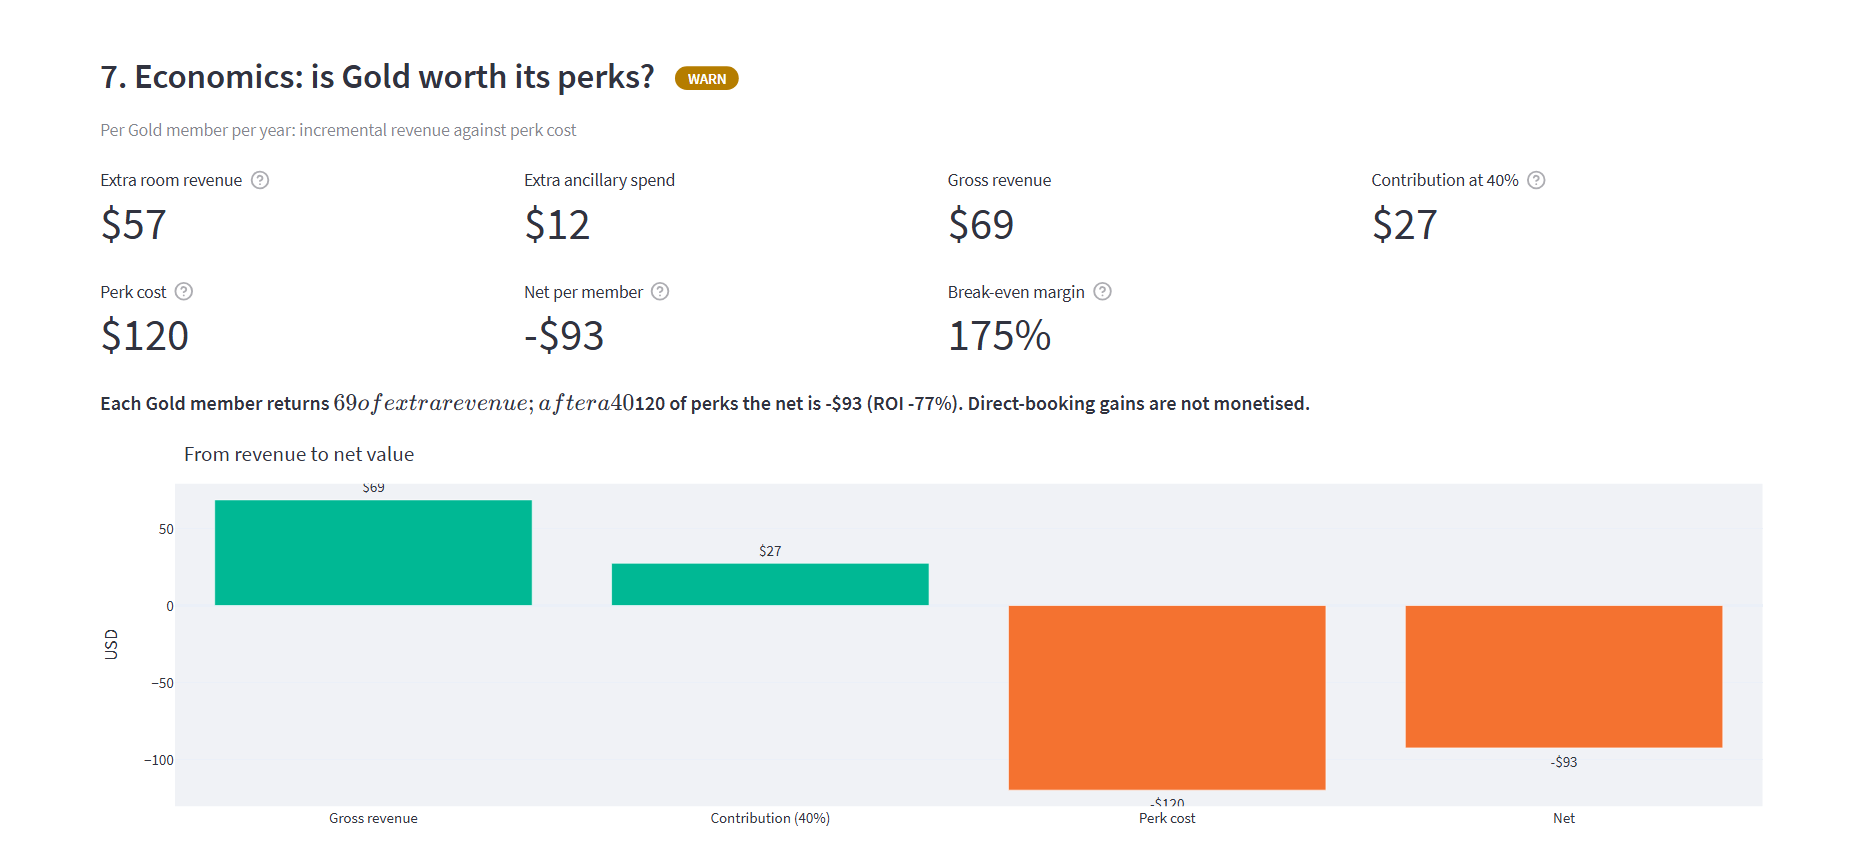 7. Economics: is Gold worth its perks? WARN
Per Gold member per year: incremental revenue against perk cost
Extra room revenue ? Extra ancillary spend Gross revenue Contribution at 40% ?
$57 $12 $69 $27
Perk cost ? Net per member ? Break-even margin ?
$120 -$93 175%
Each Gold member returns 69ofextrarevenue;aftera40120 of perks the net is -$93 (ROI -77%). Direct-booking gains are not monetised.
From revenue to net value
$69
50
$27
0
USD
−50
−100
-$93
-$120
Gross revenue Contribution (40%) Perk cost Net